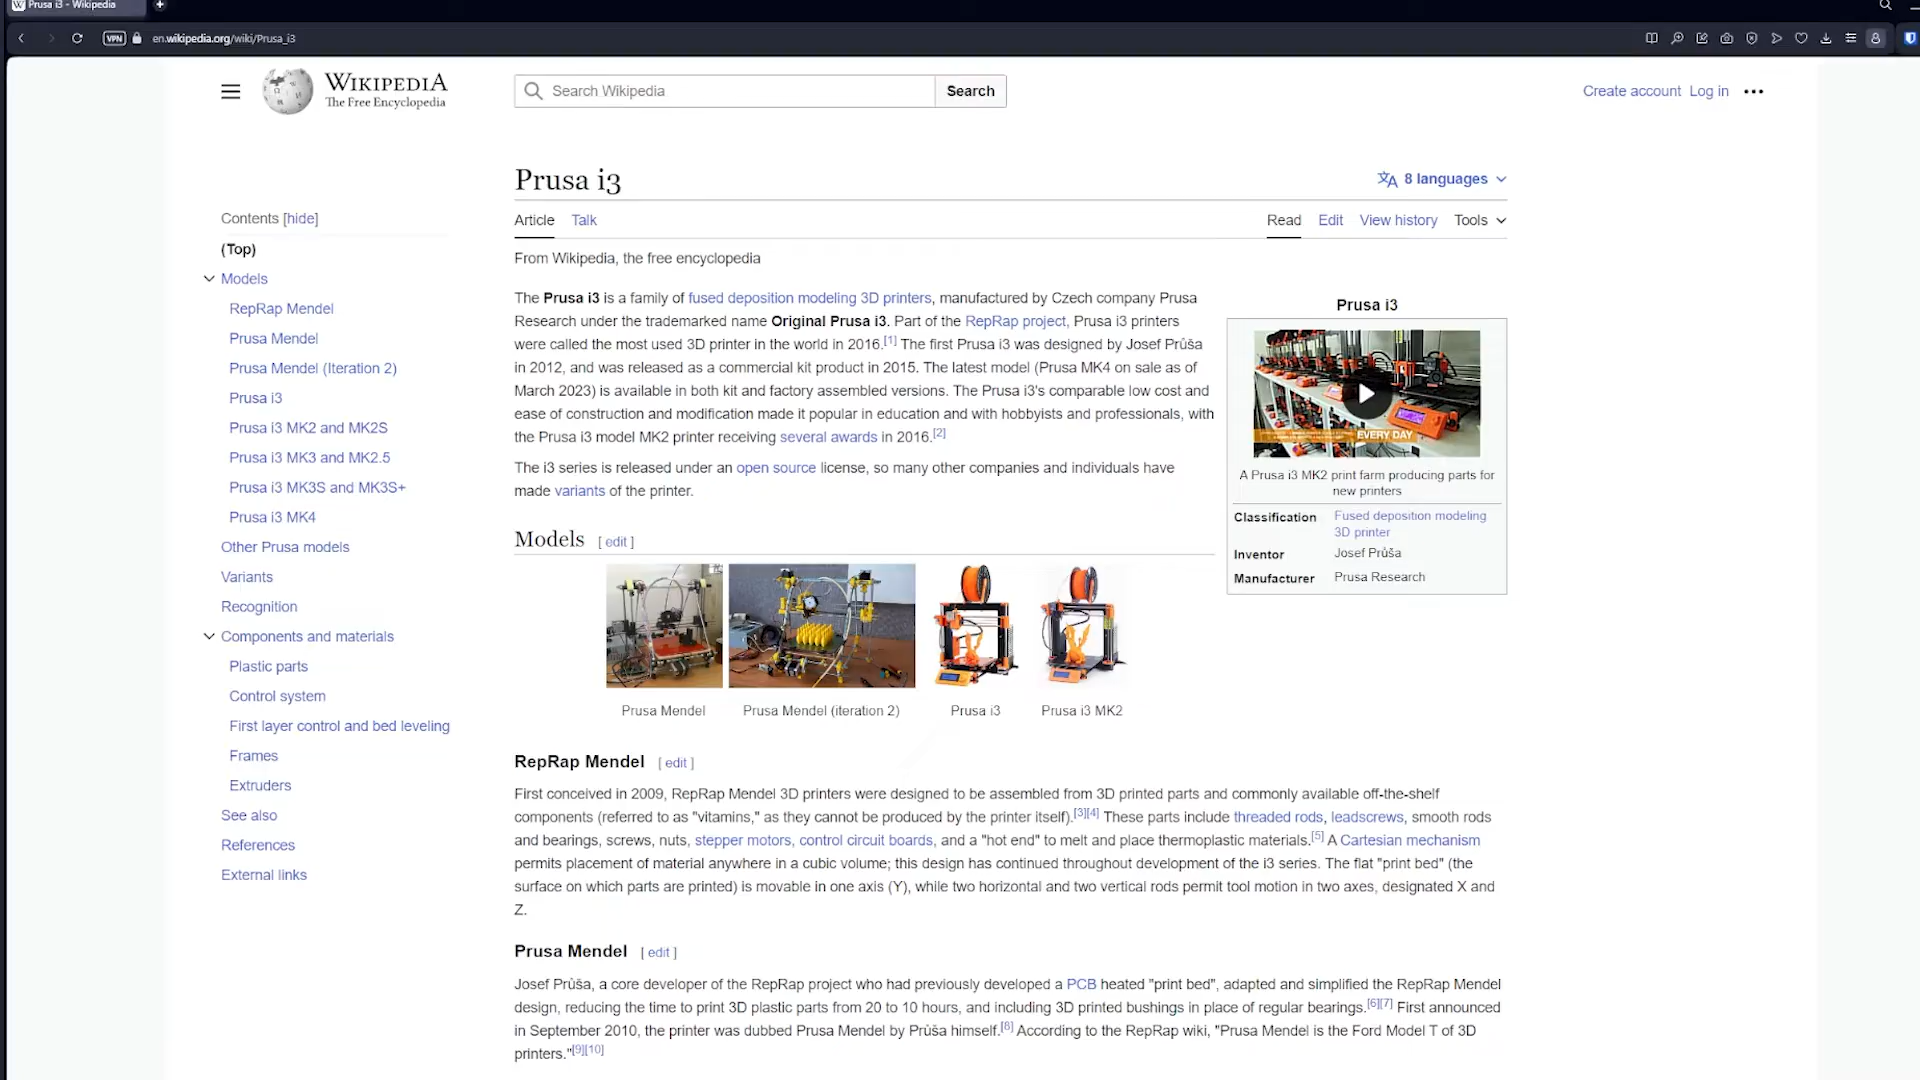 Prusa i3 - Wikipedia
VPN en.wikipedia.org/wiki/Prusa_i3
WIKIPEDIA
The Free Encyclopedia
Search Wikipedia
Search
Create account Log in
Prusa i3
8 languages
Article Talk
Read Edit View history Tools
From Wikipedia, the free encyclopedia
Contents [hide]
(Top)
Models
RepRap Mendel
Prusa Mendel
Prusa Mendel (Iteration 2)
Prusa i3
Prusa i3 MK2 and MK2S
Prusa i3 MK3 and MK2.5
Prusa i3 MK3S and MK3S+
Prusa i3 MK4
Other Prusa models
Variants
Recognition
Components and materials
Plastic parts
Control system
First layer control and bed leveling
Frames
Extruders
See also
References
External links
The Prusa i3 is a family of fused deposition modeling 3D printers, manufactured by Czech company Prusa
Research under the trademarked name Original Prusa i3. Part of the RepRap project, Prusa i3 printers
were called the most used 3D printer in the world in 2016.[1] The first Prusa i3 was designed by Josef Průša
in 2012, and was released as a commercial kit product in 2015. The latest model (Prusa MK4 on sale as of
March 2023) is available in both kit and factory assembled versions. The Prusa i3's comparable low cost and
ease of construction and modification made it popular in education and with hobbyists and professionals, with
the Prusa i3 model MK2 printer receiving several awards in 2016.[2]
The i3 series is released under an open source license, so many other companies and individuals have
made variants of the printer.
Prusa i3
EVERY DAY
A Prusa i3 MK2 print farm producing parts for
new printers
Classification Fused deposition modeling
3D printer
Inventor Josef Průša
Manufacturer Prusa Research
Models [ edit ]
Prusa Mendel
Prusa Mendel (iteration 2)
Prusa i3
Prusa i3 MK2
RepRap Mendel [ edit ]
First conceived in 2009, RepRap Mendel 3D printers were designed to be assembled from 3D printed parts and commonly available off-the-shelf
components (referred to as "vitamins," as they cannot be produced by the printer itself).[3][4] These parts include threaded rods, leadscrews, smooth rods
and bearings, screws, nuts, stepper motors, control circuit boards, and a "hot end" to melt and place thermoplastic materials.[5] A Cartesian mechanism
permits placement of material anywhere in a cubic volume; this design has continued throughout development of the i3 series. The flat "print bed" (the
surface on which parts are printed) is movable in one axis (Y), while two horizontal and two vertical rods permit tool motion in two axes, designated X and
Z.
Prusa Mendel [ edit ]
Josef Průša, a core developer of the RepRap project who had previously developed a PCB heated "print bed", adapted and simplified the RepRap Mendel
design, reducing the time to print 3D plastic parts from 20 to 10 hours, and including 3D printed bushings in place of regular bearings.[6][7] First announced
in September 2010, the printer was dubbed Prusa Mendel by Průša himself.[8] According to the RepRap wiki, "Prusa Mendel is the Ford Model T of 3D
printers."[9][10]